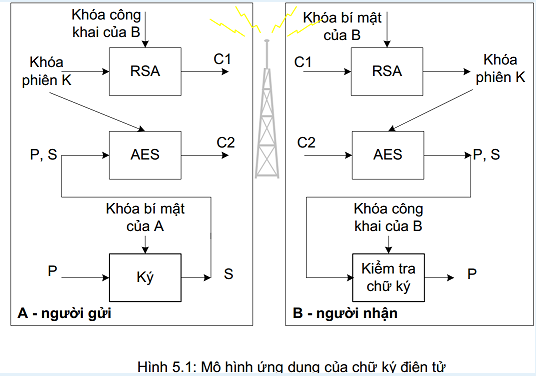 Khóa công
khai của B
Khóa
phiên K
RSA
C1
P, S
AES
C2
Khóa bí mật
của A
P
Ký
S
A - người gửi
Khóa bí mật
của B
C1
RSA
Khóa
phiên K
C2
AES
P, S
Khóa công
khai của B
Kiểm tra
chữ ký
P
B - người nhận
Hình 5.1: Mô hình ứng dụng của chữ ký điện tử